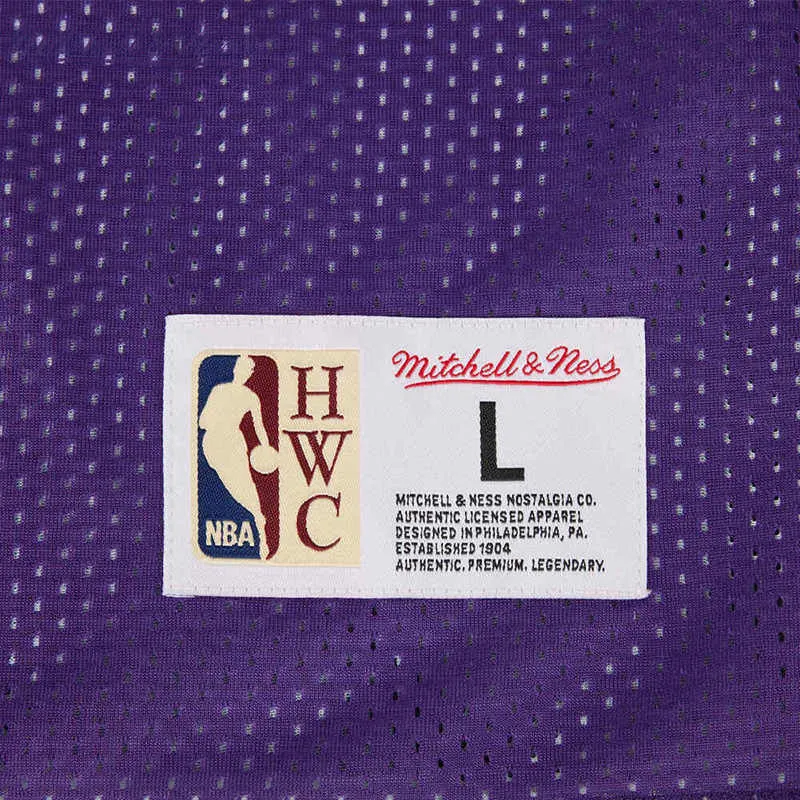 NBA
H
W
C
Mitchell & Ness
L
MITCHELL & NESS NOSTALGIA CO.
AUTHENTIC LICENSED APPAREL
DESIGNED IN PHILADELPHIA, PA.
ESTABLISHED 1904
AUTHENTIC. PREMIUM. LEGENDARY.